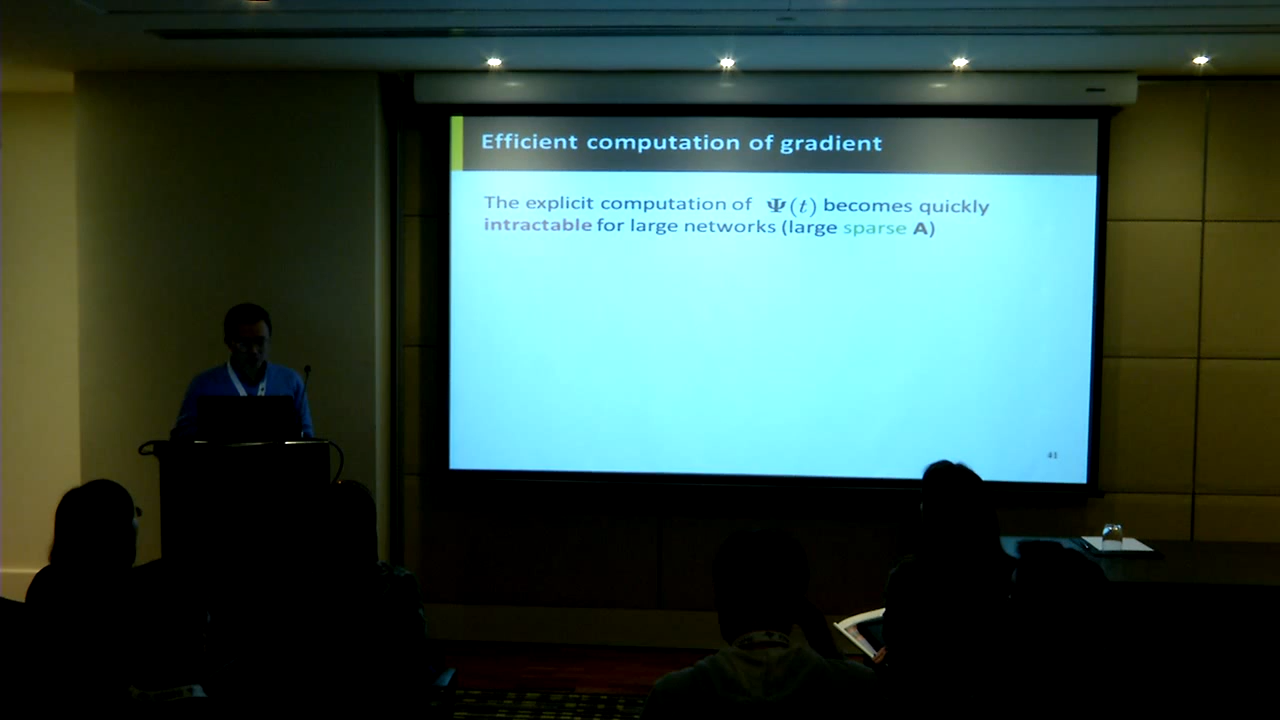 Efficient computation of gradient
The explicit computation of Ψ(t) becomes quickly
intractable for large networks (large sparse A)
41